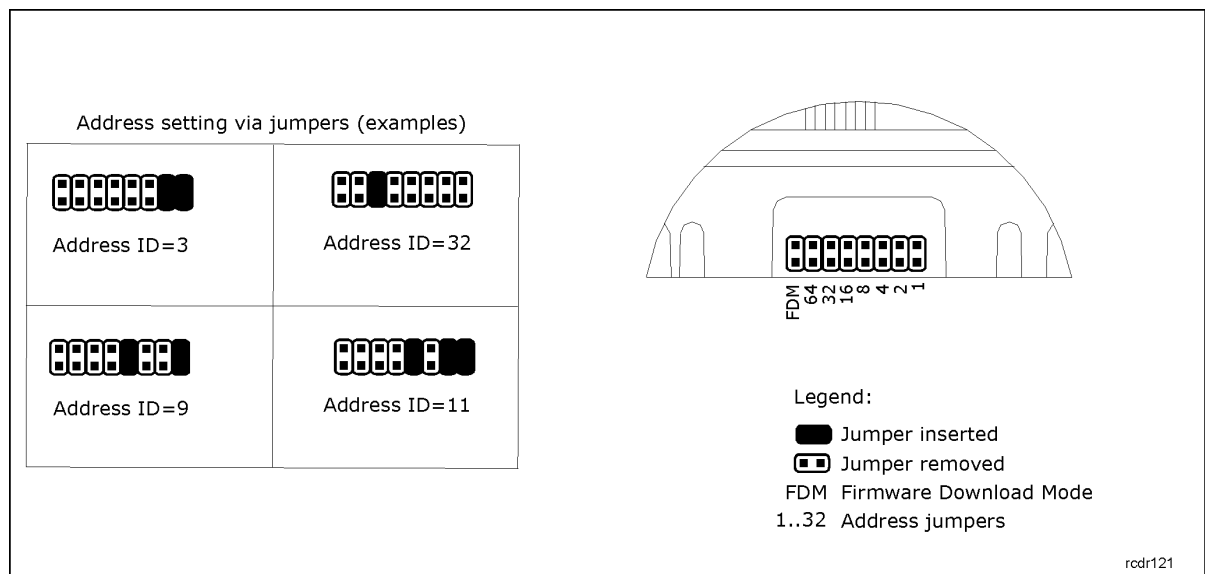 Address setting via jumpers (examples)
Address ID=3
Address ID=32
Address ID=9
Address ID=11
FDM
64
32
16
8
4
2
1
Legend:
Jumper inserted
Jumper removed
FDM Firmware Download Mode
1..32 Address jumpers
rcdr121